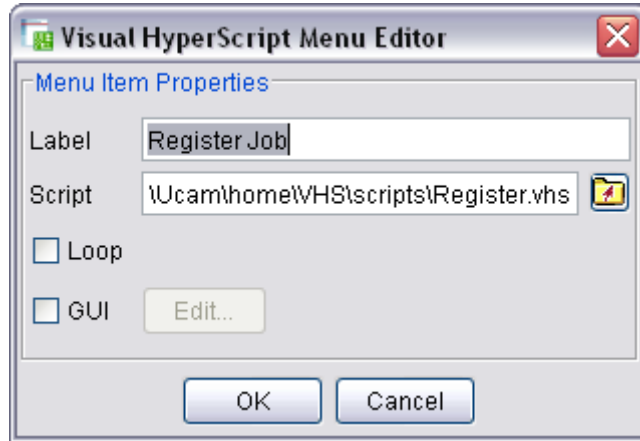 Visual HyperScript Menu Editor
Menu Item Properties
Label Register Job
Script \Ucam\home\VHS\scripts\Register.vhs
Loop
GUI Edit...
OK Cancel